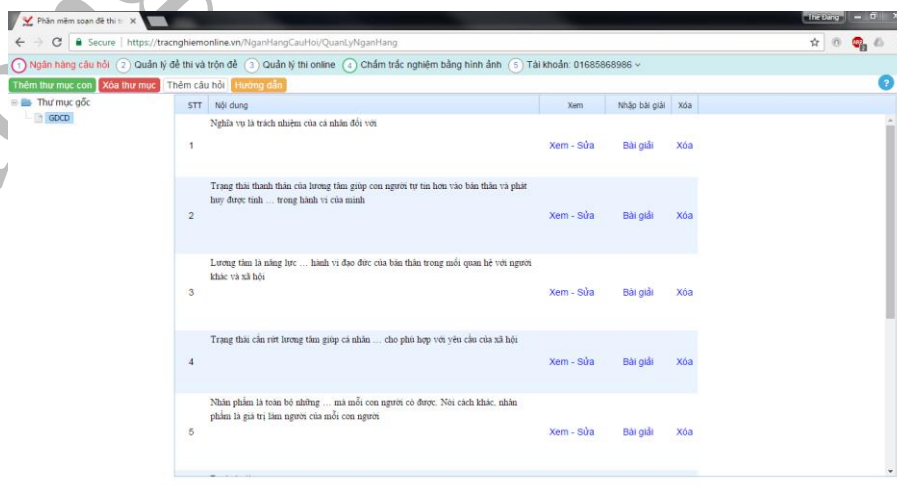 Phần mềm soạn đề thi tr
The Dang
Secure | https://tracnghiemonline.vn/NganHangCauHoi/QuanLyNganHang
1 Ngân hàng câu hỏi 2 Quản lý đề thi và trộn đề 3 Quản lý thi online 4 Chấm trắc nghiệm bằng hình ảnh 5 Tài khoản: 01685868986
Thêm thư mục con Xóa thư mục Thêm câu hỏi Hướng dẫn ?
Thư mục gốc
GDCD
STT Nội dung Xem Nhập bài giải Xóa
Nghĩa vụ là trách nhiệm của cá nhân đối với
1 Xem - Sửa Bài giải Xóa
Trạng thái thanh thản của lương tâm giúp con người tự tin hơn vào bản thân và phát
huy được tính … trong hành vi của mình
2 Xem - Sửa Bài giải Xóa
Lương tâm là năng lực … hành vi đạo đức của bản thân trong mối quan hệ với người
khác và xã hội
3 Xem - Sửa Bài giải Xóa
Trạng thái cắn rứt lương tâm giúp cá nhân … cho phù hợp với yêu cầu của xã hội
4 Xem - Sửa Bài giải Xóa
Nhân phẩm là toàn bộ những … mà mỗi con người có được. Nói cách khác, nhân
phẩm là giá trị làm người của mỗi con người
5 Xem - Sửa Bài giải Xóa